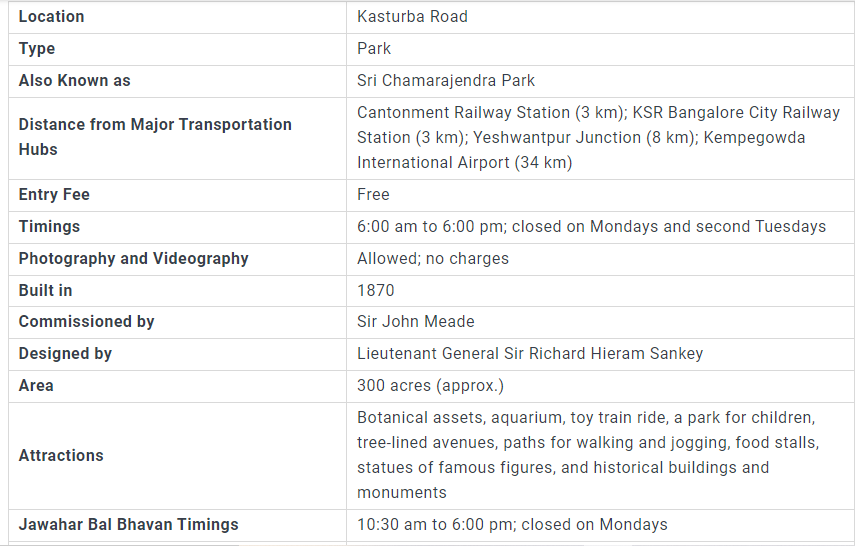 Location
Kasturba Road
Type
Park
Also Known as
Sri Chamarajendra Park
Distance from Major Transportation
Hubs
Cantonment Railway Station (3 km); KSR Bangalore City Railway
Station (3 km); Yeshwantpur Junction (8 km); Kempegowda
International Airport (34 km)
Entry Fee
Free
Timings
6:00 am to 6:00 pm; closed on Mondays and second Tuesdays
Photography and Videography
Allowed; no charges
Built in
1870
Commissioned by
Sir John Meade
Designed by
Lieutenant General Sir Richard Hieram Sankey
Area
300 acres (approx.)
Attractions
Botanical assets, aquarium, toy train ride, a park for children,
tree-lined avenues, paths for walking and jogging, food stalls,
statues of famous figures, and historical buildings and
monuments
Jawahar Bal Bhavan Timings
10:30 am to 6:00 pm; closed on Mondays